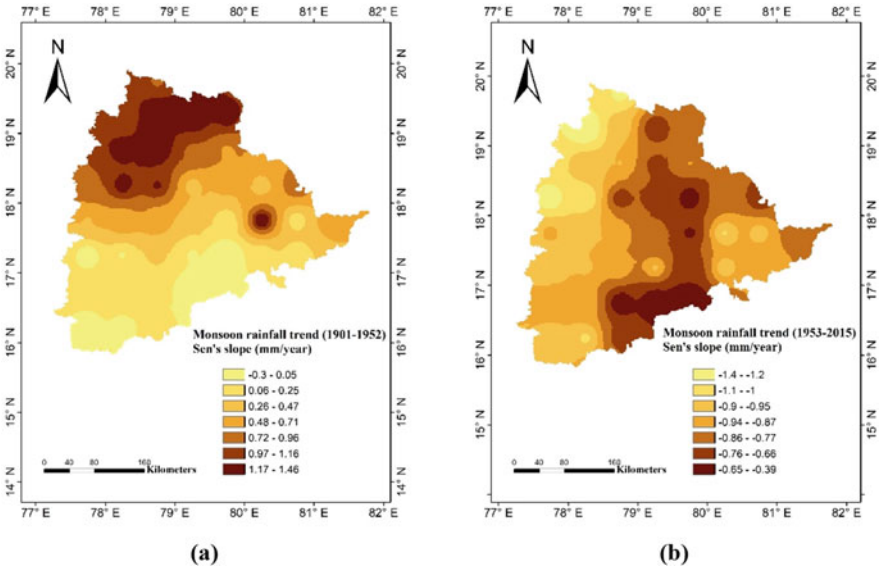 77° E 78° E 79° E 80° E 81° E 82° E
20° N
19° N
18° N
17° N
16° N
15° N
14° N
N
20° N
19° N
18° N
17° N
16° N
15° N
14° N
Monsoon rainfall trend (1901-1952)
Sen's slope (mm/year)
-0.3 - 0.05
0.06 - 0.25
0.26 - 0.47
0.48 - 0.71
0.72 - 0.96
0.97 - 1.16
1.17 - 1.46
0 40 80 160
Kilometers
77° E 78° E 79° E 80° E 81° E 82° E
(a)
77° E 78° E 79° E 80° E 81° E 82° E
20° N
19° N
18° N
17° N
16° N
15° N
N
20° N
19° N
18° N
17° N
16° N
15° N
Monsoon rainfall trend (1953-2015)
Sen's slope (mm/year)
-1.4 - -1.2
-1.1 - -1
-0.9 - -0.95
-0.94 - -0.87
-0.86 - -0.77
-0.76 - -0.66
-0.65 - -0.39
0 40 80 160
Kilometers
77° E 78° E 79° E 80° E 81° E 82° E
(b)